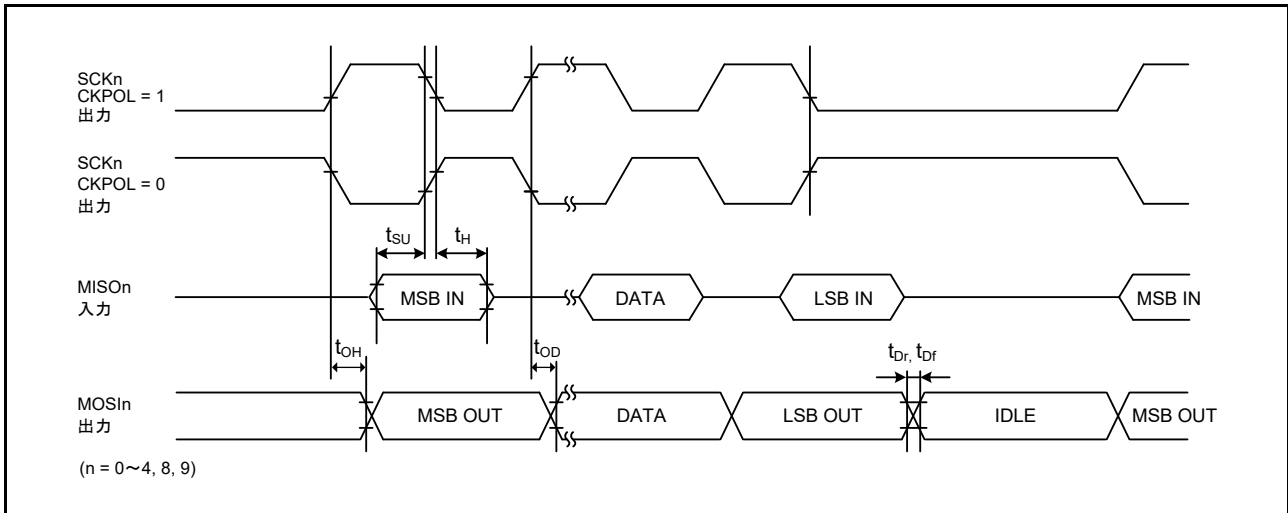 SCKn
CKPOL = 1
出力
SCKn
CKPOL = 0
出力
tSU
tH
MISOn
入力
MSB IN
DATA
LSB IN
MSB IN
tOH
tOD
tDr, tDf
MOSIn
出力
MSB OUT
DATA
LSB OUT
IDLE
MSB OUT
(n = 0～4, 8, 9)